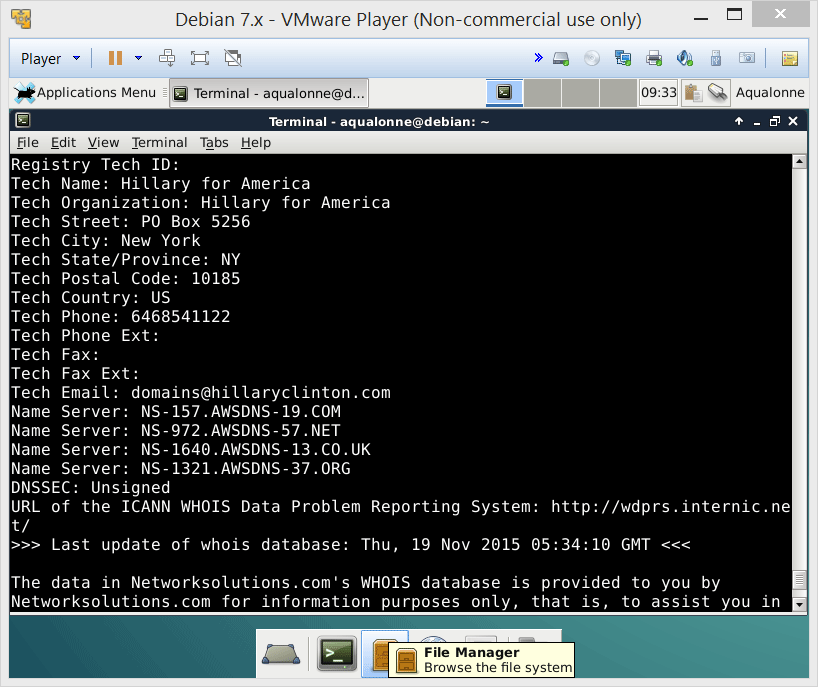 Debian 7.x - VMware Player (Non-commercial use only)
Player
Applications Menu
Terminal - aqualonne@d...
09:33
Aqualonne
Terminal - aqualonne@debian: ~
File Edit View Terminal Tabs Help
Registry Tech ID:
Tech Name: Hillary for America
Tech Organization: Hillary for America
Tech Street: PO Box 5256
Tech City: New York
Tech State/Province: NY
Tech Postal Code: 10185
Tech Country: US
Tech Phone: 6468541122
Tech Phone Ext:
Tech Fax:
Tech Fax Ext:
Tech Email: domains@hillaryclinton.com
Name Server: NS-157.AWSDNS-19.COM
Name Server: NS-972.AWSDNS-57.NET
Name Server: NS-1640.AWSDNS-13.CO.UK
Name Server: NS-1321.AWSDNS-37.ORG
DNSSEC: Unsigned
URL of the ICANN WHOIS Data Problem Reporting System: http://wdprs.internic.ne
t/
>>> Last update of whois database: Thu, 19 Nov 2015 05:34:10 GMT <<<
The data in Networksolutions.com's WHOIS database is provided to you by
Networksolutions.com for information purposes only, that is, to assist you in
File Manager
Browse the file system